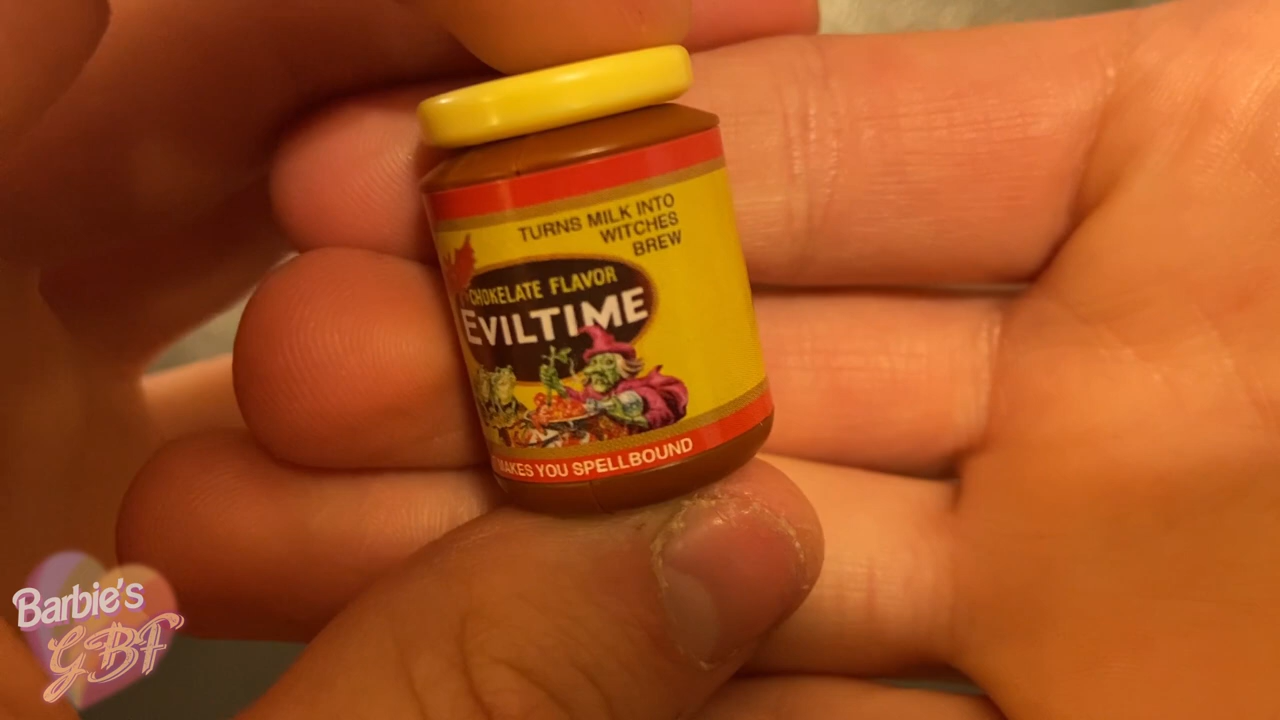 TURNS MILK INTO
WITCHES
BREW
CHOKELATE FLAVOR
EVILTIME
MAKES YOU SPELLBOUND
Barbie's
GBF